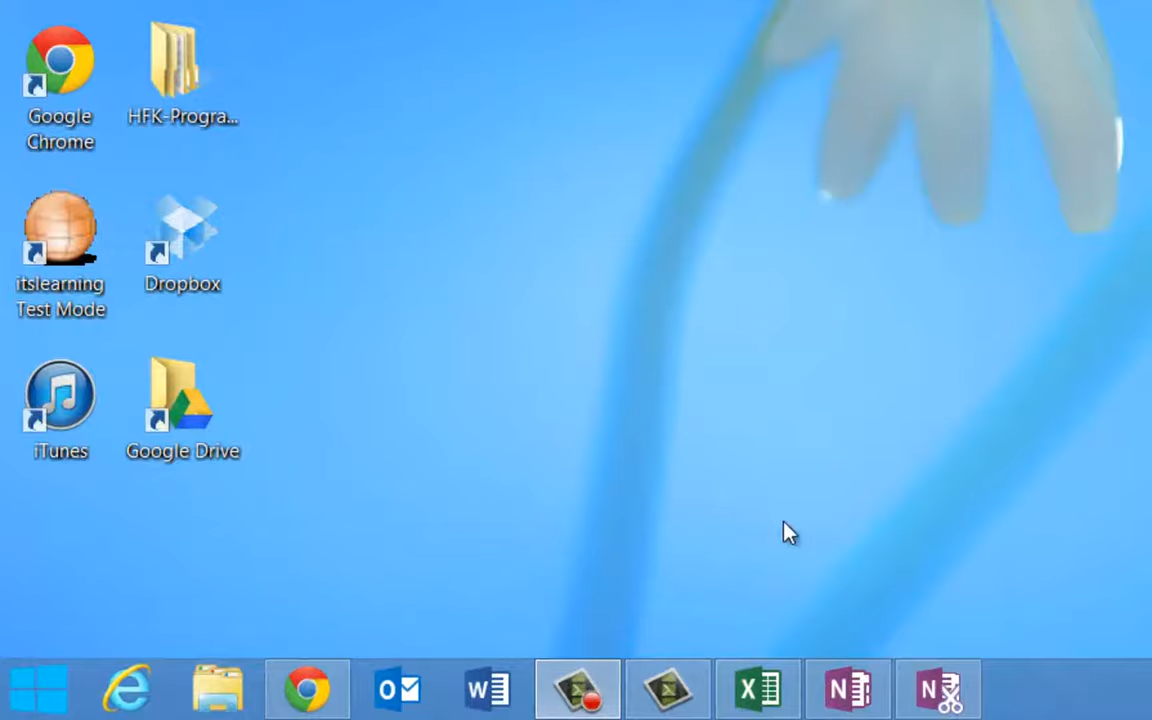 Google
Chrome
HFK-Progra...
itslearning
Test Mode
Dropbox
iTunes
Google Drive